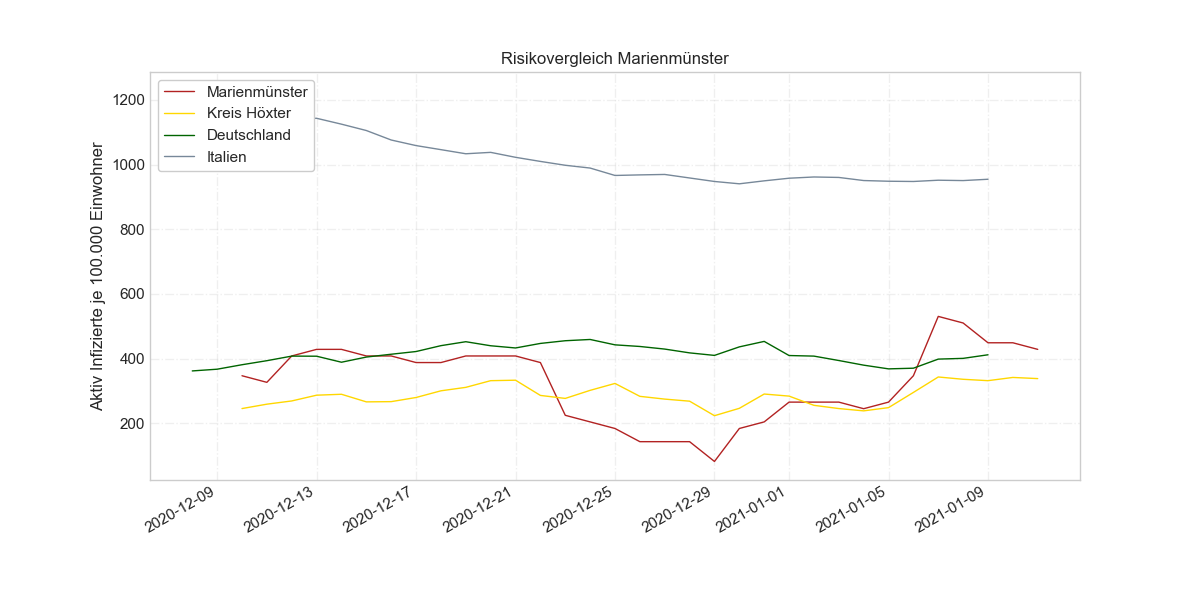 Risikovergleich Marienmünster
Marienmünster
Kreis Höxter
Deutschland
Italien
Aktiv Infizierte je 100.000 Einwohner
1200
1000
800
600
400
200
2020-12-09
2020-12-13
2020-12-17
2020-12-21
2020-12-25
2020-12-29
2021-01-01
2021-01-05
2021-01-09